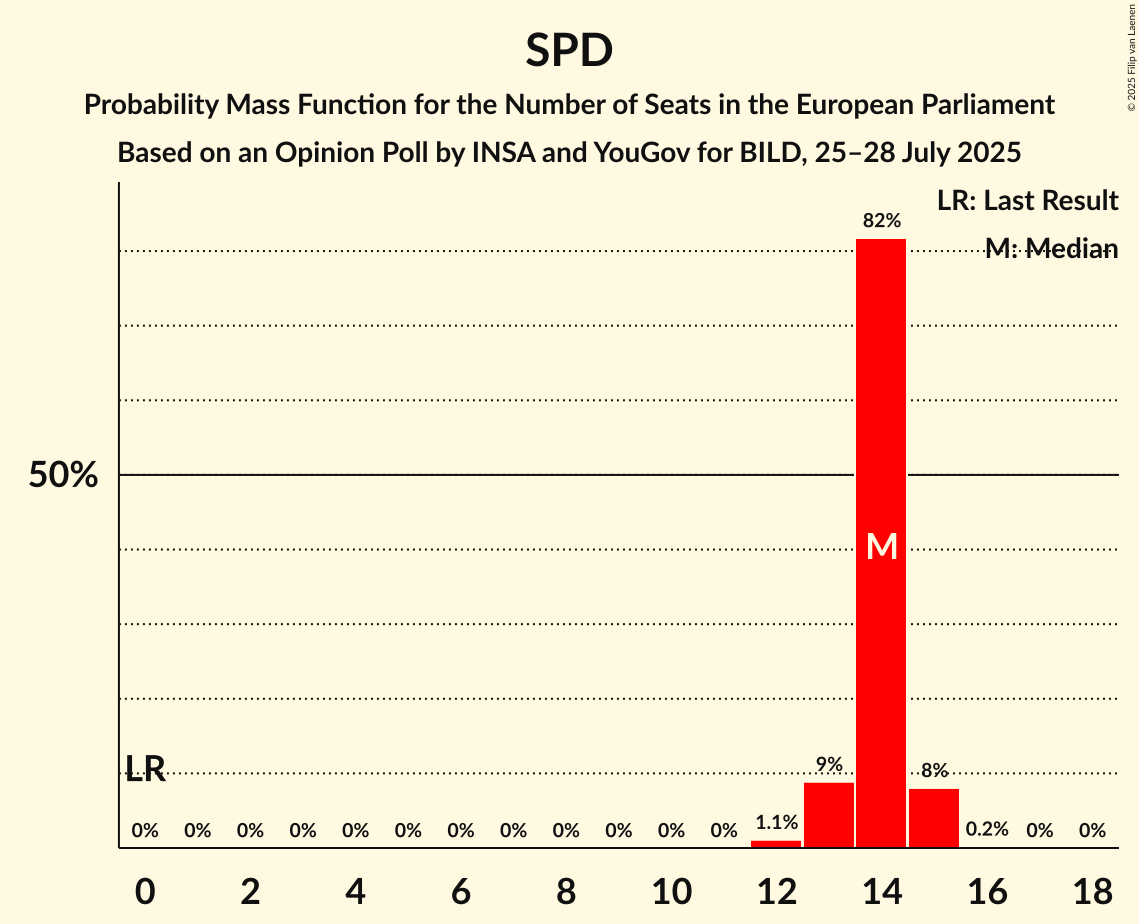 SPD
Probability Mass Function for the Number of Seats in the European Parliament
Based on an Opinion Poll by INSA and YouGov for BILD, 25–28 July 2025
© 2025 Filip van Laenen
LR: Last Result
M: Median
82%
50%
M
LR
9%
8%
0% 0% 0% 0% 0% 0% 0% 0% 0% 0% 0% 0% 1.1% 0.2% 0% 0%
0 2 4 6 8 10 12 14 16 18